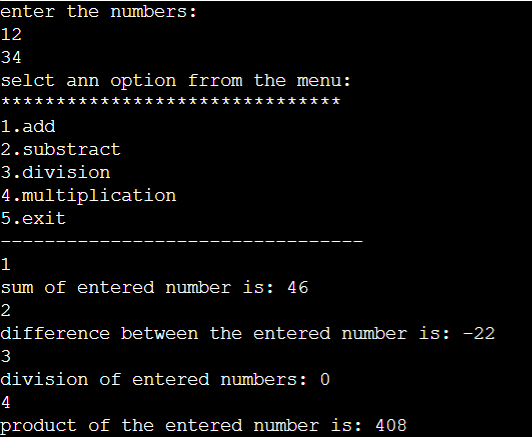 enter the numbers:
12
34
selct ann option frrom the menu:
*******************************
1.add
2.substract
3.division
4.multiplication
5.exit
---------------------------------
1
sum of entered number is: 46
2
difference between the entered number is: -22
3
division of entered numbers: 0
4
product of the entered number is: 408